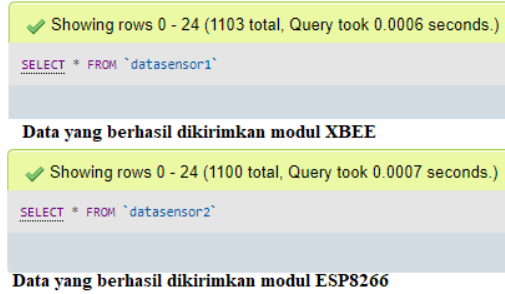 Showing rows 0 - 24 (1103 total, Query took 0.0006 seconds.)
SELECT * FROM `datasensor1`
Data yang berhasil dikirimkan modul XBEE
Showing rows 0 - 24 (1100 total, Query took 0.0007 seconds.)
SELECT * FROM `datasensor2`
Data yang berhasil dikirimkan modul ESP8266